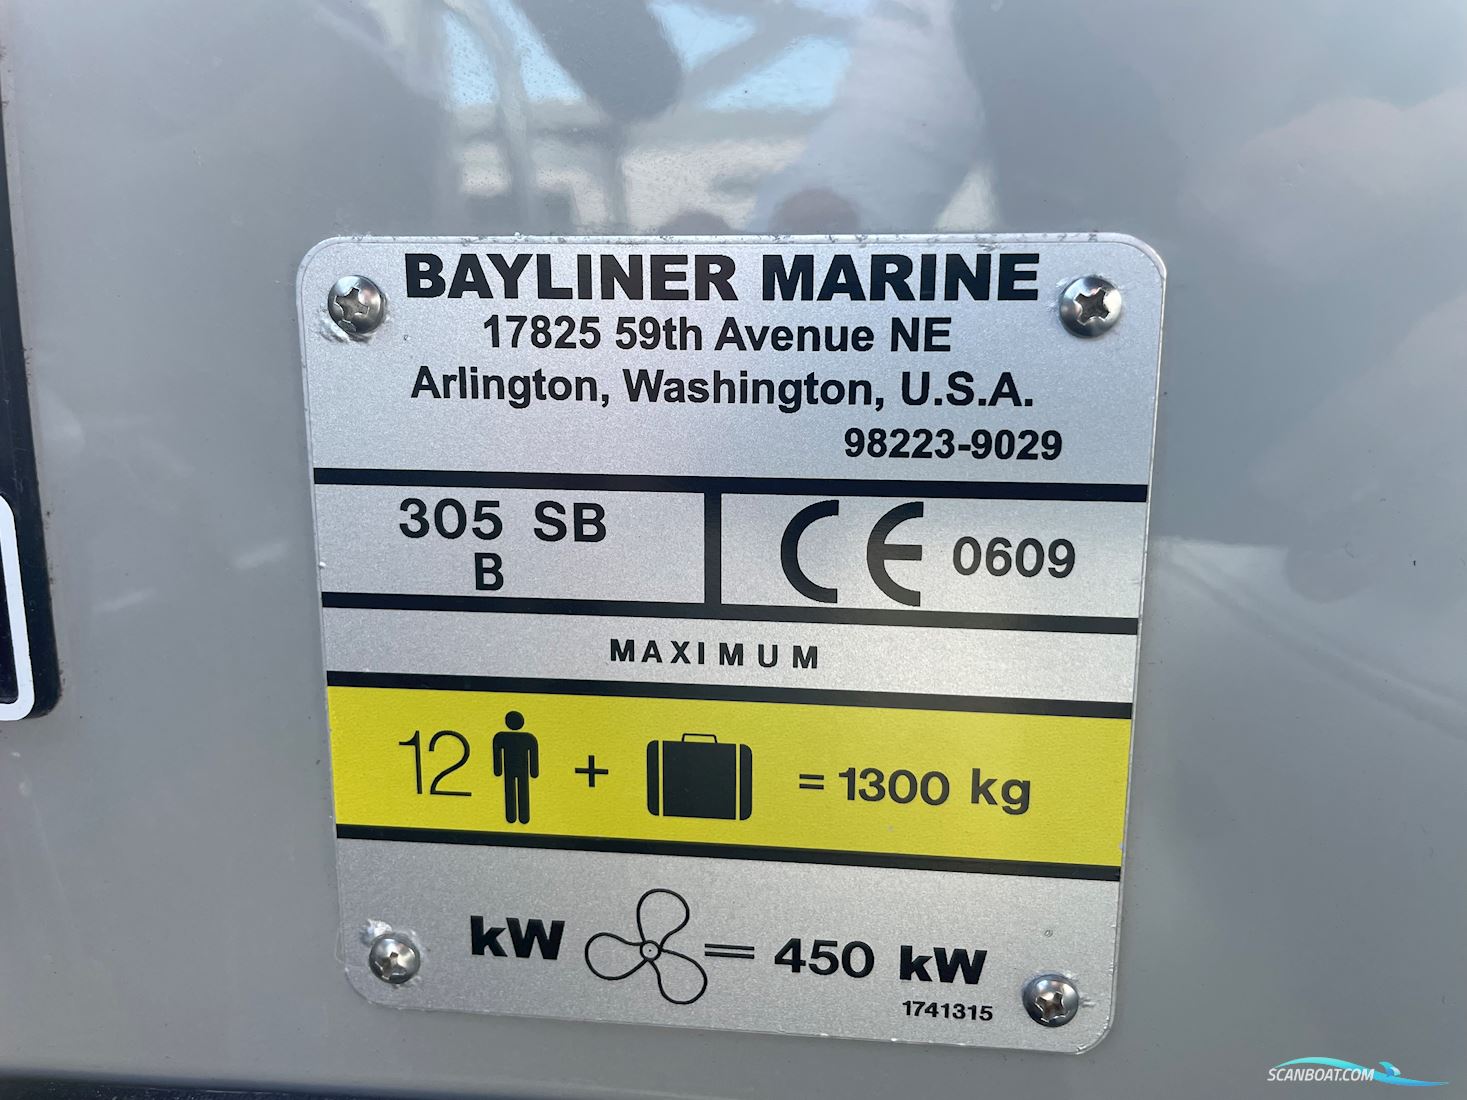 BAYLINER MARINE
17825 59th Avenue NE
Arlington, Washington, U.S.A.
98223-9029
305 SB
B
CE 0609
MAXIMUM
12 + = 1300 kg
kW = 450 kW
1741315
SCANBOAT.COM